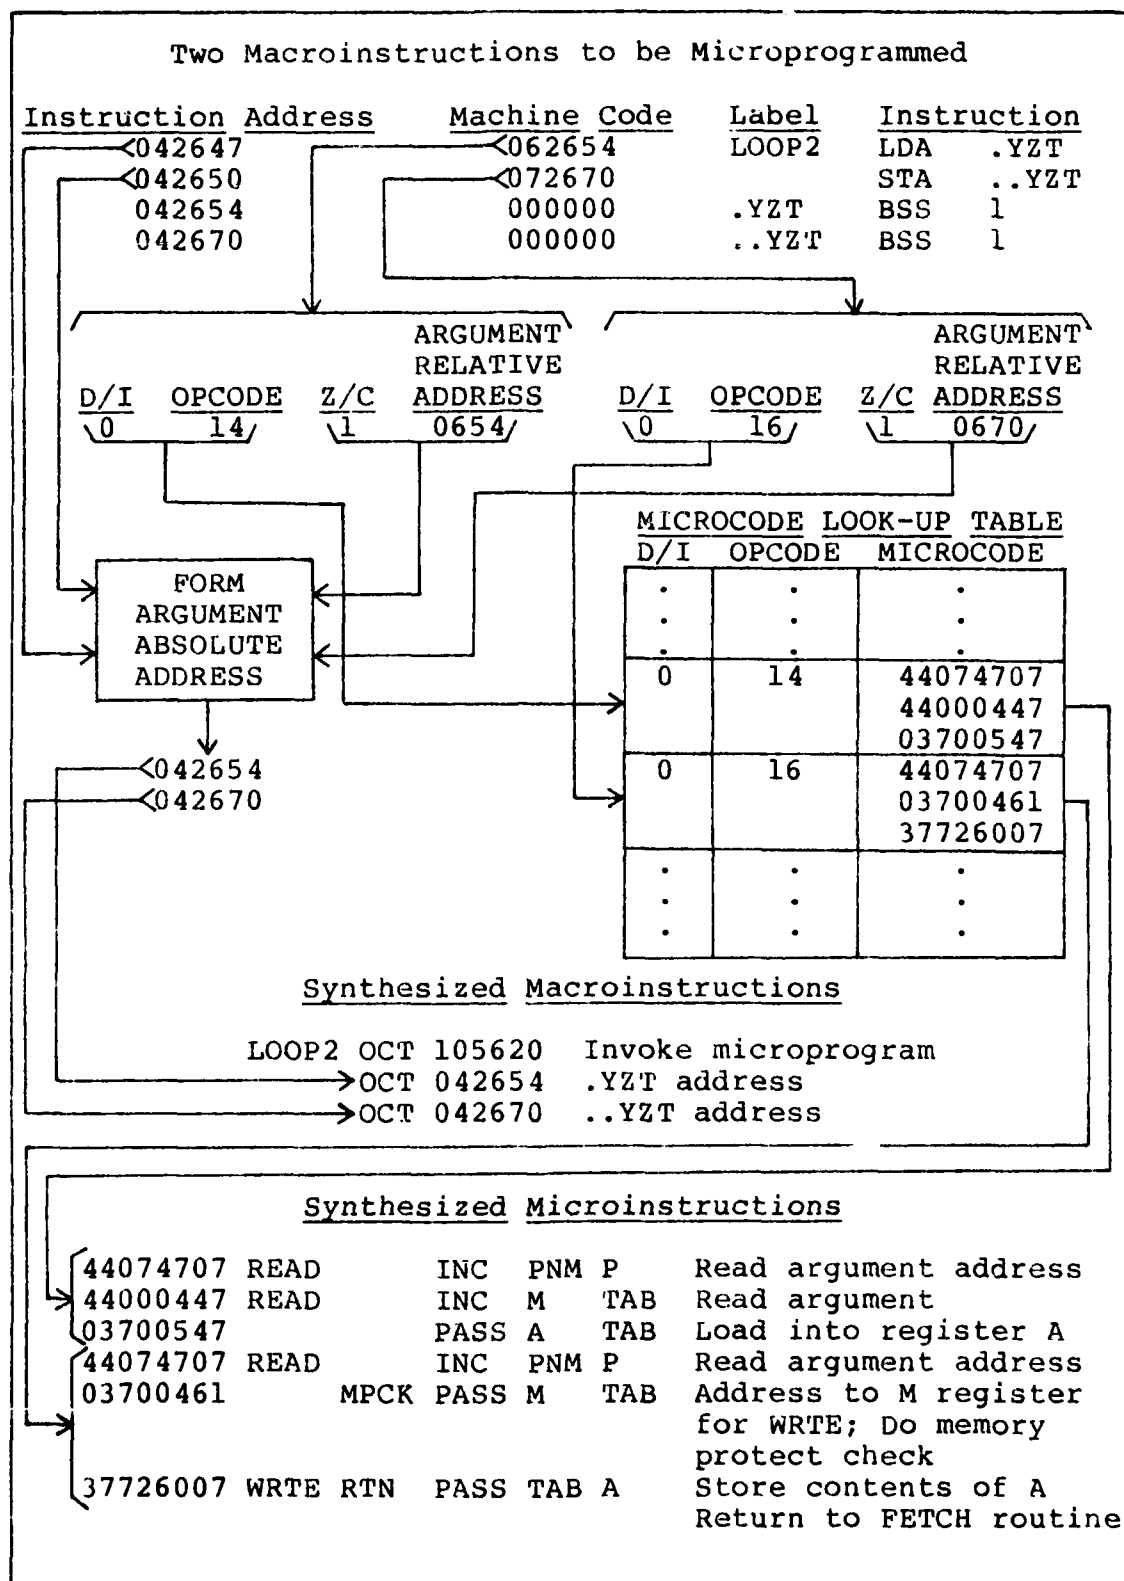 Two Macroinstructions to be Microprogrammed
Instruction Address Machine Code Label Instruction
042647 062654 LOOP2 LDA .YZT
042650 072670 STA ..YZT
042654 000000 .YZT BSS 1
042670 000000 ..YZT BSS 1
ARGUMENT ARGUMENT
RELATIVE RELATIVE
D/I OPCODE Z/C ADDRESS D/I OPCODE Z/C ADDRESS
0 14 1 0654 0 16 1 0670
MICROCODE LOOK-UP TABLE
D/I OPCODE MICROCODE
FORM
ARGUMENT
ABSOLUTE
ADDRESS
. . .
. . .
. . .
0 14 44074707
44000447
03700547
0 16 44074707
03700461
37726007
. . .
. . .
. . .
042654
042670
Synthesized Macroinstructions
LOOP2 OCT 105620 Invoke microprogram
OCT 042654 .YZT address
OCT 042670 ..YZT address
Synthesized Microinstructions
44074707 READ INC PNM P Read argument address
44000447 READ INC M TAB Read argument
03700547 PASS A TAB Load into register A
44074707 READ INC PNM P Read argument address
03700461 MPCK PASS M TAB Address to M register
for WRTE; Do memory
protect check
37726007 WRTE RTN PASS TAB A Store contents of A
Return to FETCH routine